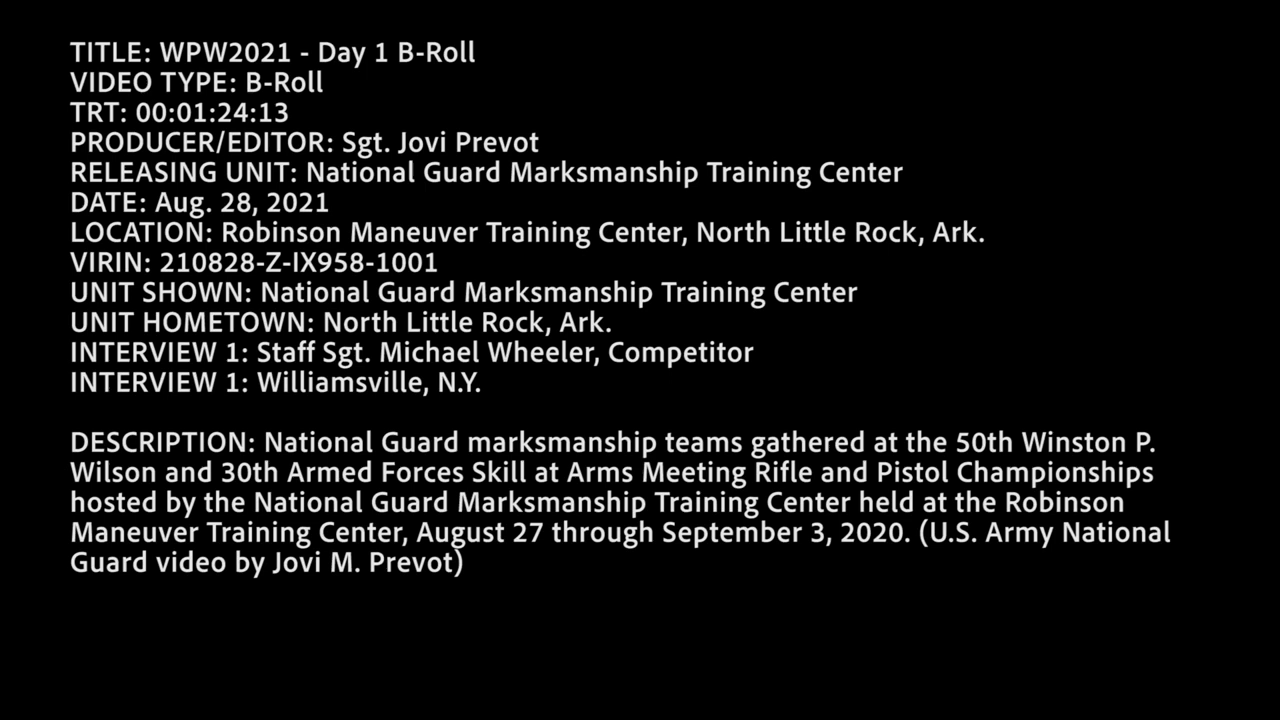 TITLE: WPW2021 - Day 1 B-Roll
VIDEO TYPE: B-Roll
TRT: 00:01:24:13
PRODUCER/EDITOR: Sgt. Jovi Prevot
RELEASING UNIT: National Guard Marksmanship Training Center
DATE: Aug. 28, 2021
LOCATION: Robinson Maneuver Training Center, North Little Rock, Ark.
VIRIN: 210828-Z-IX958-1001
UNIT SHOWN: National Guard Marksmanship Training Center
UNIT HOMETOWN: North Little Rock, Ark.
INTERVIEW 1: Staff Sgt. Michael Wheeler, Competitor
INTERVIEW 1: Williamsville, N.Y.
DESCRIPTION: National Guard marksmanship teams gathered at the 50th Winston P.
Wilson and 30th Armed Forces Skill at Arms Meeting Rifle and Pistol Championships
hosted by the National Guard Marksmanship Training Center held at the Robinson
Maneuver Training Center, August 27 through September 3, 2020. (U.S. Army National
Guard video by Jovi M. Prevot)